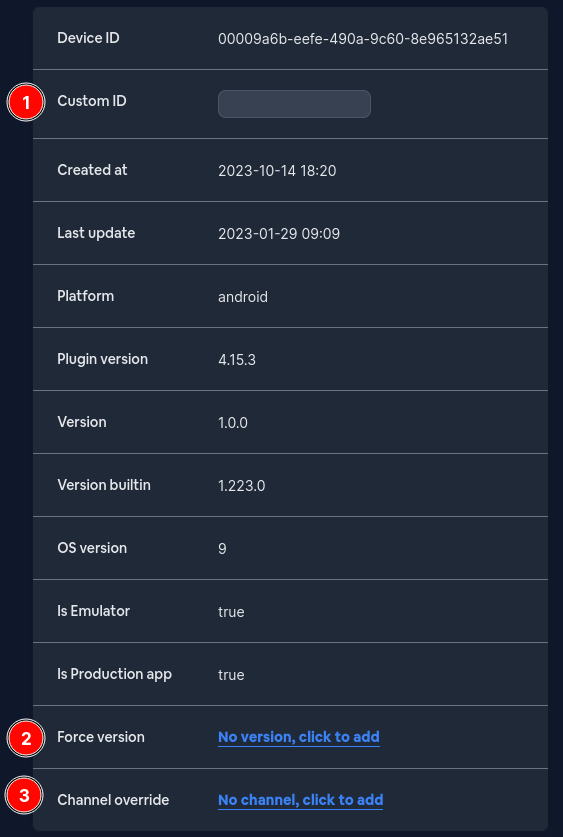 Device ID 00009a6b-eefe-490a-9c60-8e965132ae51
1 Custom ID
Created at 2023-10-14 18:20
Last update 2023-01-29 09:09
Platform android
Plugin version 4.15.3
Version 1.0.0
Version builtin 1.223.0
OS version 9
Is Emulator true
Is Production app true
2 Force version No version, click to add
3 Channel override No channel, click to add